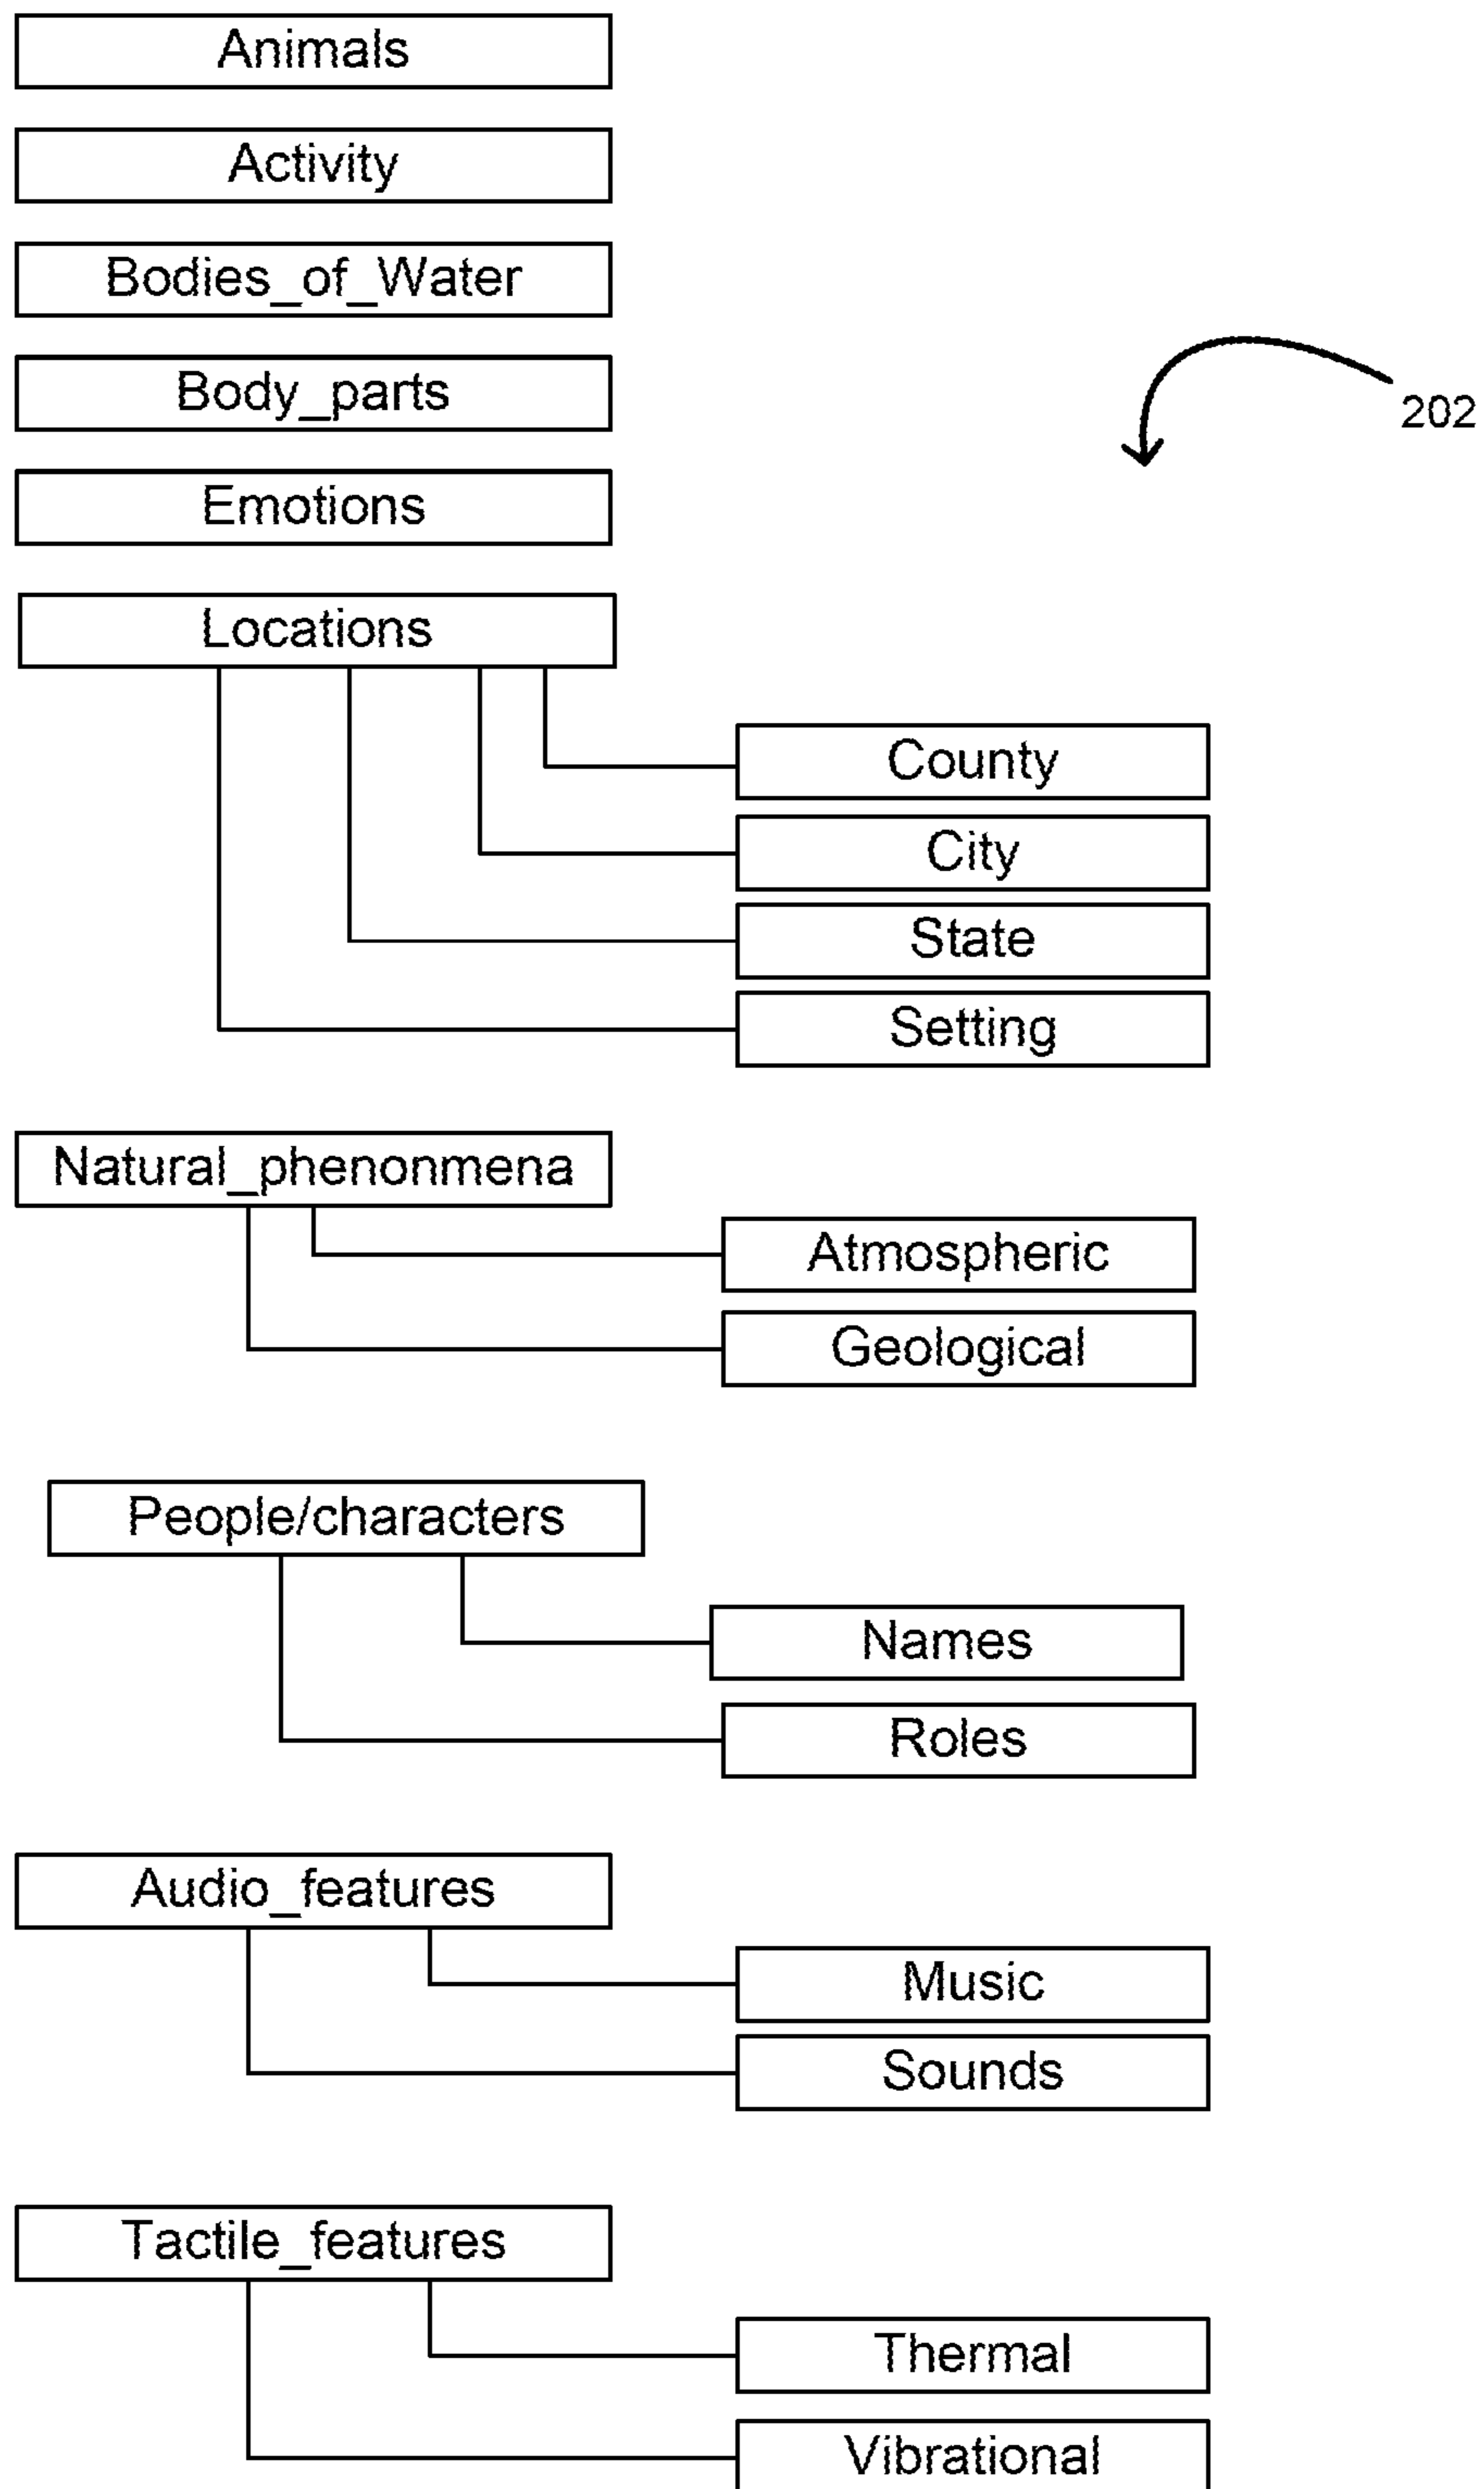 Animals
Activity
Bodies_of_Water
Body_parts
202
Emotions
Locations
County
City
State
Setting
Natural_phenonmena
Atmospheric
Geological
People/characters
Names
Roles
Audio_features
Music
Sounds
Tactile_features
Thermal
Vibrational